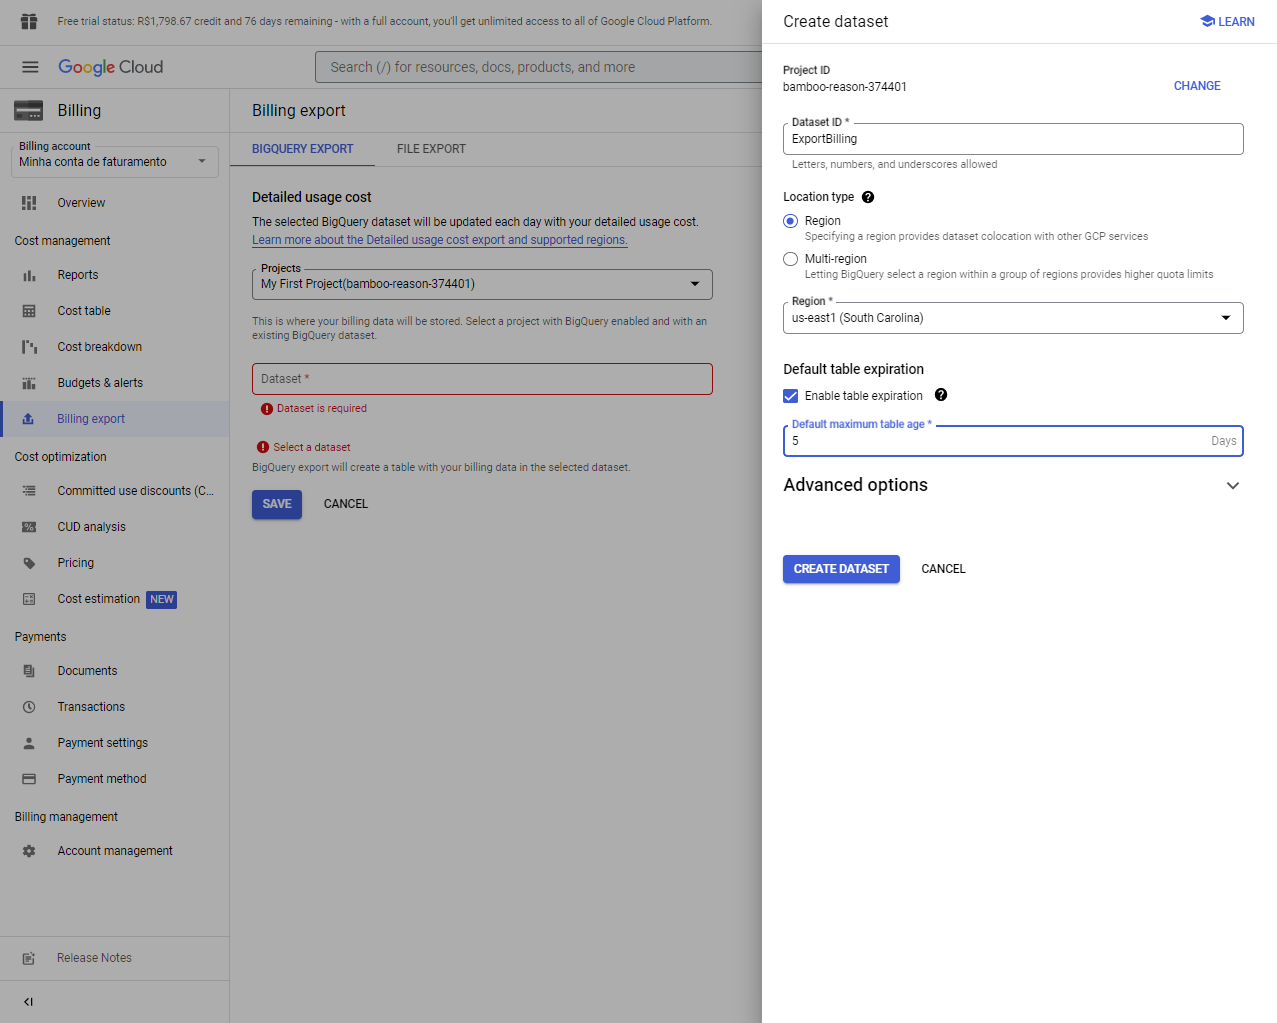 Free trial status: R$1,798.67 credit and 76 days remaining - with a full account, you'll get unlimited access to all of Google Cloud Platform.
Google Cloud
Search (/) for resources, docs, products, and more
Billing
Billing account
Minha conta de faturamento
Overview
Cost management
Reports
Cost table
Cost breakdown
Budgets & alerts
Billing export
Cost optimization
Committed use discounts (C...
CUD analysis
Pricing
Cost estimation NEW
Payments
Documents
Transactions
Payment settings
Payment method
Billing management
Account management
Release Notes
Billing export
BIGQUERY EXPORT
FILE EXPORT
Detailed usage cost
The selected BigQuery dataset will be updated each day with your detailed usage cost.
Learn more about the Detailed usage cost export and supported regions.
Projects
My First Project(bamboo-reason-374401)
This is where your billing data will be stored. Select a project with BigQuery enabled and with an
existing BigQuery dataset.
Dataset *
Dataset is required
Select a dataset
BigQuery export will create a table with your billing data in the selected dataset.
SAVE
CANCEL
Create dataset
LEARN
Project ID
bamboo-reason-374401
CHANGE
Dataset ID *
ExportBilling
Letters, numbers, and underscores allowed
Location type
Region
Specifying a region provides dataset colocation with other GCP services
Multi-region
Letting BigQuery select a region within a group of regions provides higher quota limits
Region *
us-east1 (South Carolina)
Default table expiration
Enable table expiration
Default maximum table age *
5
Days
Advanced options
CREATE DATASET
CANCEL